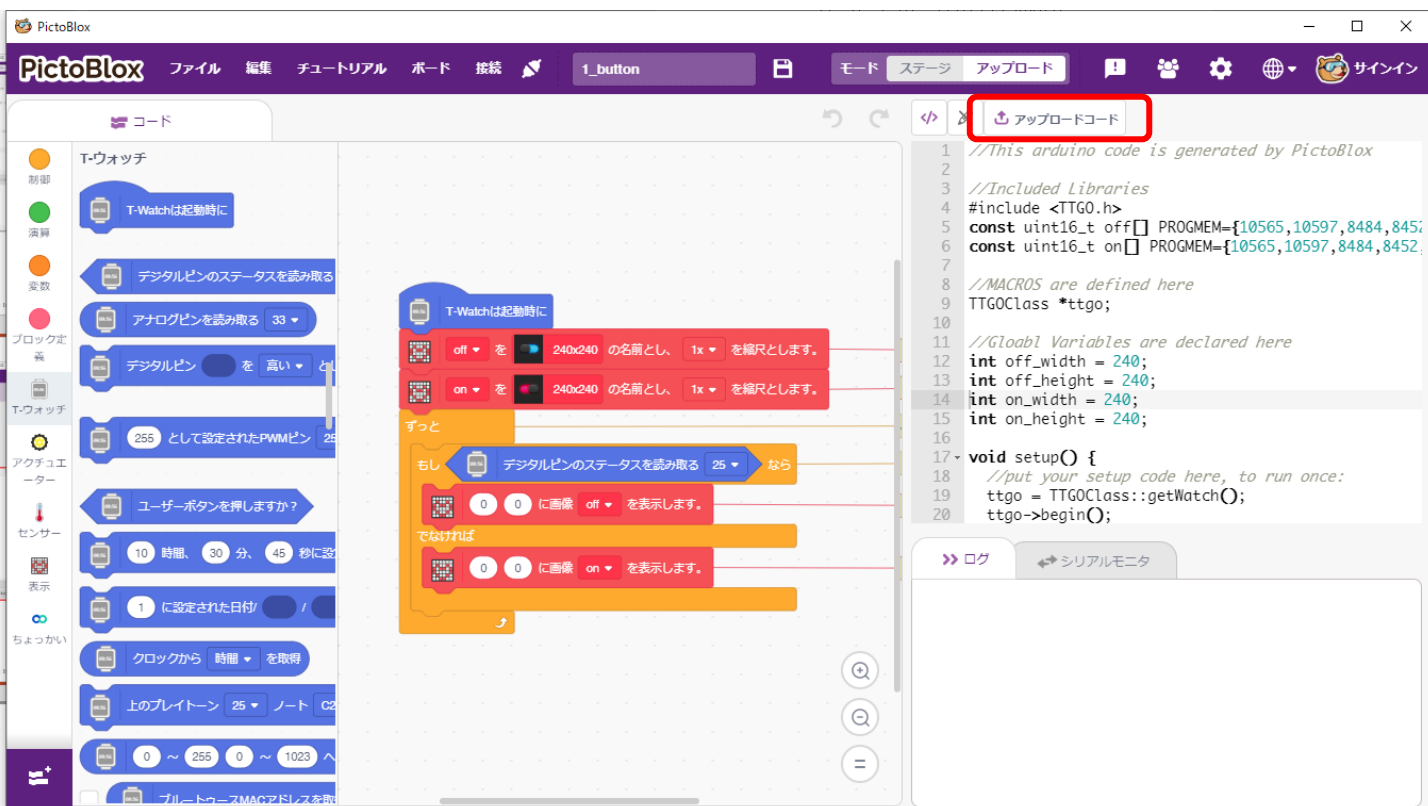 PictoBlox
PictoBlox ファイル 編集 チュートリアル ボード 接続 1_button モード ステージ アップロード サインイン
コード
アップロードコード
制御
演算
変数
ブロック定義
T-ウォッチ
アクチュエーター
センサー
表示
ちょっかい
T-ウォッチ
T-Watchは起動時に
デジタルピンのステータスを読み取る
アナログピンを読み取る 33
デジタルピン を 高い
255 として設定されたPWMピン 25
ユーザーボタンを押しますか?
10 時間、 30 分、 45 秒に設
1 に設定された日付/ /
クロックから 時間 を取得
上のプレイトーン 25 ノート C2
0 ~ 255 0 ~ 1023 へ
ブルートゥースMACアドレスを取
T-Watchは起動時に
off を 240x240 の名前とし、 1x を縮尺とします。
on を 240x240 の名前とし、 1x を縮尺とします。
ずっと
もし デジタルピンのステータスを読み取る 25 なら
0 0 に画像 off を表示します。
でなければ
0 0 に画像 on を表示します。
1 //This arduino code is generated by PictoBlox
2
3 //Included Libraries
4 #include <TTGO.h>
5 const uint16_t off[] PROGMEM={10565,10597,8484,8452
6 const uint16_t on[] PROGMEM={10565,10597,8484,8452,
7
8 //MACROS are defined here
9 TTGOClass *ttgo;
10
11 //Gloabl Variables are declared here
12 int off_width = 240;
13 int off_height = 240;
14 int on_width = 240;
15 int on_height = 240;
16
17 void setup() {
18 //put your setup code here, to run once:
19 ttgo = TTGOClass::getWatch();
20 ttgo->begin();
ログ シリアルモニタ